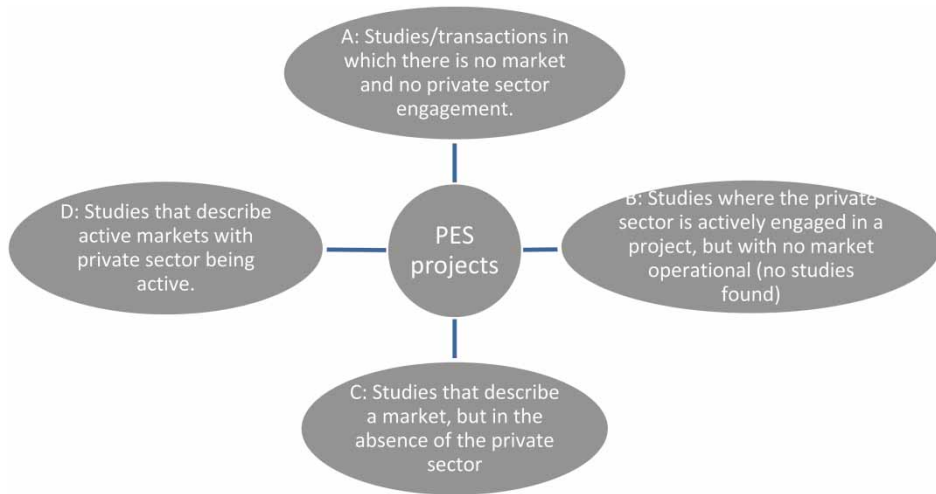 A: Studies/transactions in
which there is no market
and no private sector
engagement.
D: Studies that describe
active markets with
private sector being
active.
PES
projects
B: Studies where the private
sector is actively engaged in a
project, but with no market
operational (no studies
found)
C: Studies that describe
a market, but in the
absence of the private
sector